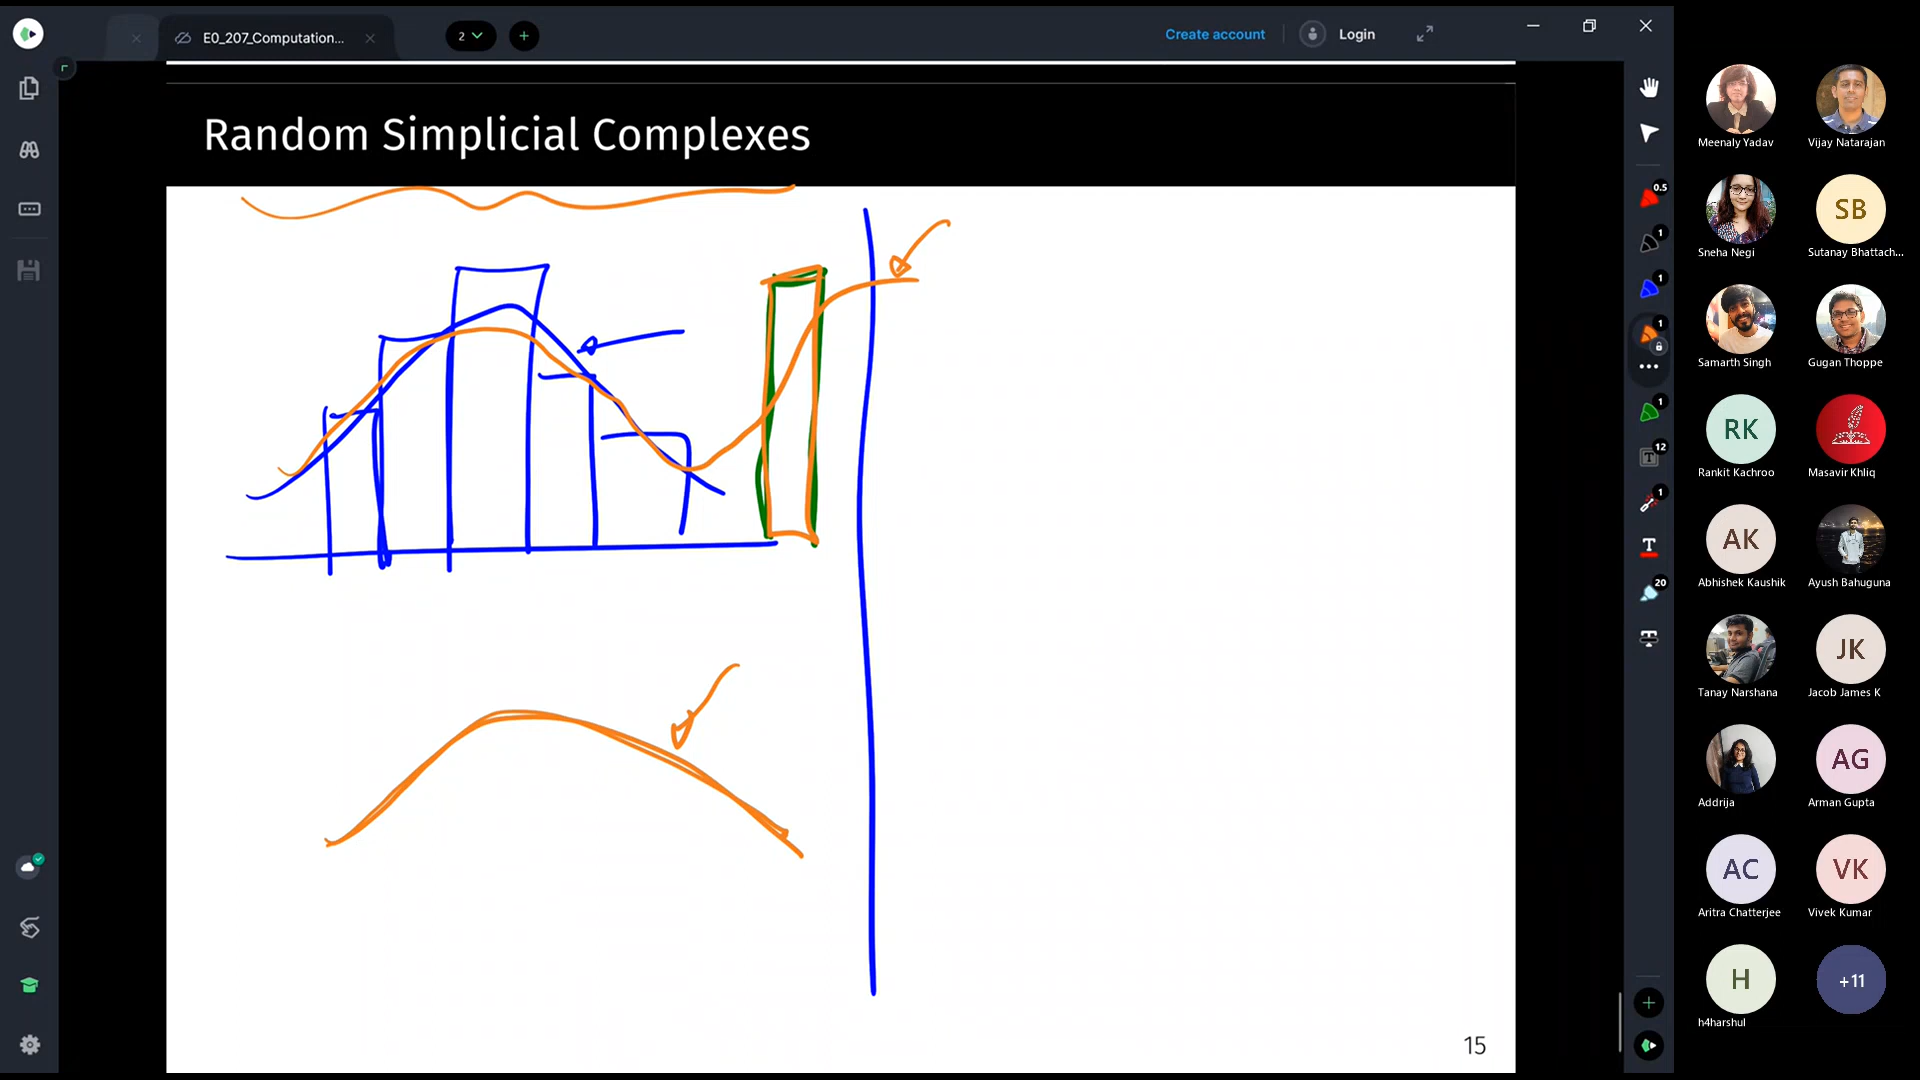 E0_207_Computation...
2
Create account
Login
Random Simplicial Complexes
0.5
1
1
1
1
12
1
T
20
15
Meenaly Yadav
Vijay Natarajan
SB
Sneha Negi
Sutanay Bhattach...
Samarth Singh
Gugan Thoppe
RK
Rankit Kachroo
Masavir Khliq
AK
Abhishek Kaushik
Ayush Bahuguna
JK
Tanay Narshana
Jacob James K
AG
Addrija
Arman Gupta
AC
VK
Aritra Chatterjee
Vivek Kumar
H
+11
h4harshul